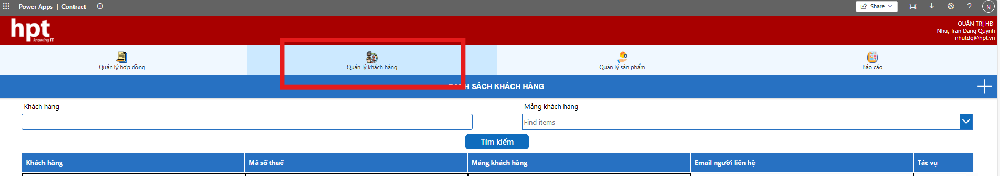 Power Apps | Contract
Share
N
hpt
knowing IT
QUẢN TRỊ HĐ
Nhu, Tran Dang Quynh
nhutdq@hpt.vn
Quản lý hợp đồng
Quản lý khách hàng
Quản lý sản phẩm
Báo cáo
SÁCH KHÁCH HÀNG
Khách hàng
Mảng khách hàng
Find items
Tìm kiếm
Khách hàng
Mã số thuế
Mảng khách hàng
Email người liên hệ
Tác vụ